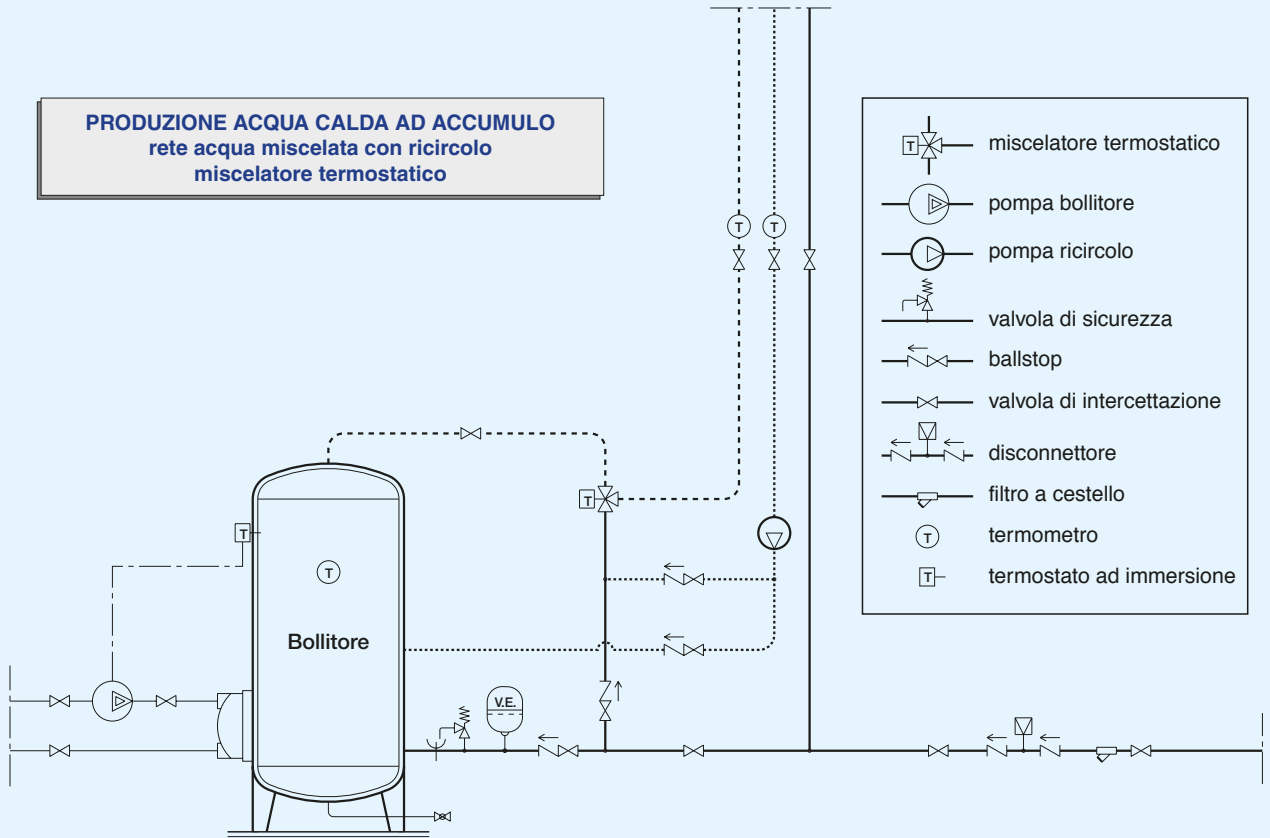 PRODUZIONE ACQUA CALDA AD ACCUMULO
rete acqua miscelata con ricircolo
miscelatore termostatico
T
miscelatore termostatico
pompa bollitore
pompa ricircolo
valvola di sicurezza
ballstop
valvola di intercettazione
disconnettore
filtro a cestello
T
termometro
T
termostato ad immersione
T
T
T
T
T
Bollitore
V.E.